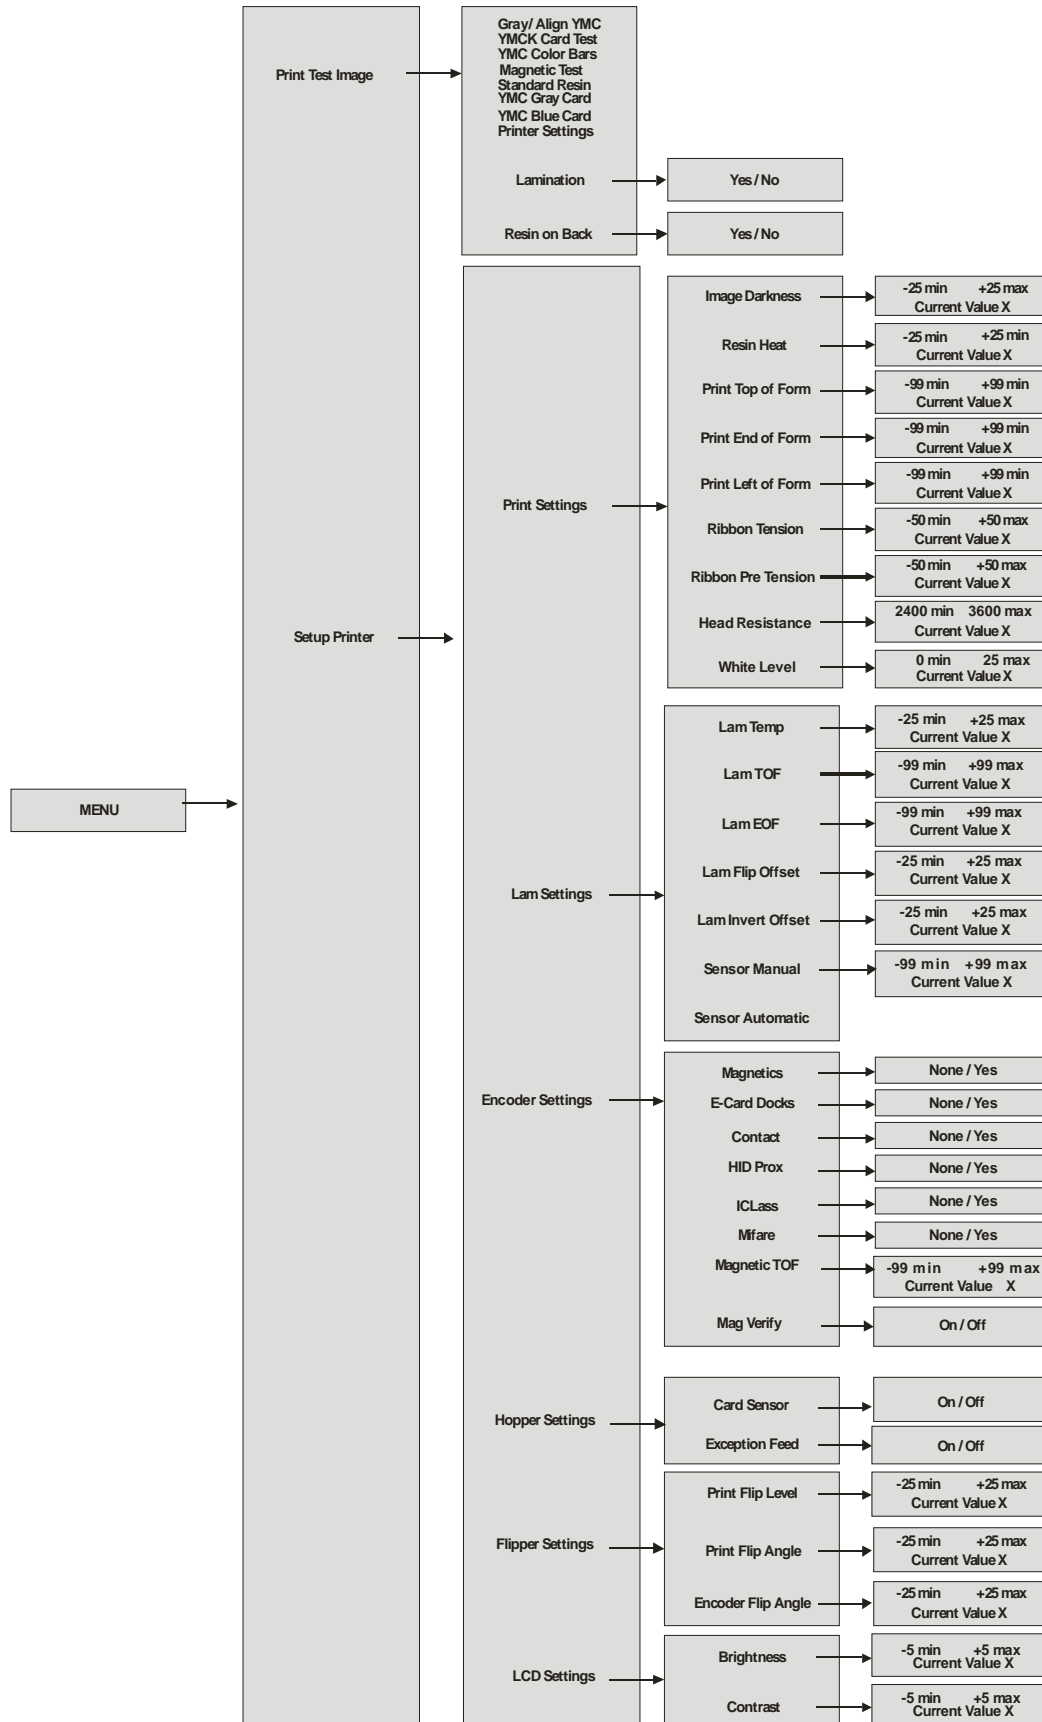 MENU
Print Test Image
Gray/ Align YMC
YMCK Card Test
YMC Color Bars
Magnetic Test
Standard Resin
YMC Gray Card
YMC Blue Card
Printer Settings
Lamination
Yes / No
Resin on Back
Yes / No
Setup Printer
Print Settings
Image Darkness
-25 min +25 max
Current Value X
Resin Heat
-25 min +25 min
Current Value X
Print Top of Form
-99 min +99 min
Current Value X
Print End of Form
-99 min +99 min
Current Value X
Print Left of Form
-99 min +99 min
Current Value X
Ribbon Tension
-50 min +50 max
Current Value X
Ribbon Pre Tension
-50 min +50 max
Current Value X
Head Resistance
2400 min 3600 max
Current Value X
White Level
0 min 25 max
Current Value X
Lam Settings
Lam Temp
-25 min +25 max
Current Value X
Lam TOF
-99 min +99 max
Current Value X
Lam EOF
-99 min +99 max
Current Value X
Lam Flip Offset
-25 min +25 max
Current Value X
Lam Invert Offset
-25 min +25 max
Current Value X
Sensor Manual
-99 min +99 max
Current Value X
Sensor Automatic
Encoder Settings
Magnetics
None / Yes
E-Card Docks
None / Yes
Contact
None / Yes
HID Prox
None / Yes
ICLass
None / Yes
Mifare
None / Yes
Magnetic TOF
-99 min +99 max
Current Value X
Mag Verify
On / Off
Hopper Settings
Card Sensor
On / Off
Exception Feed
On / Off
Flipper Settings
Print Flip Level
-25 min +25 max
Current Value X
Print Flip Angle
-25 min +25 max
Current Value X
Encoder Flip Angle
-25 min +25 max
Current Value X
LCD Settings
Brightness
-5 min +5 max
Current Value X
Contrast
-5 min +5 max
Current Value X